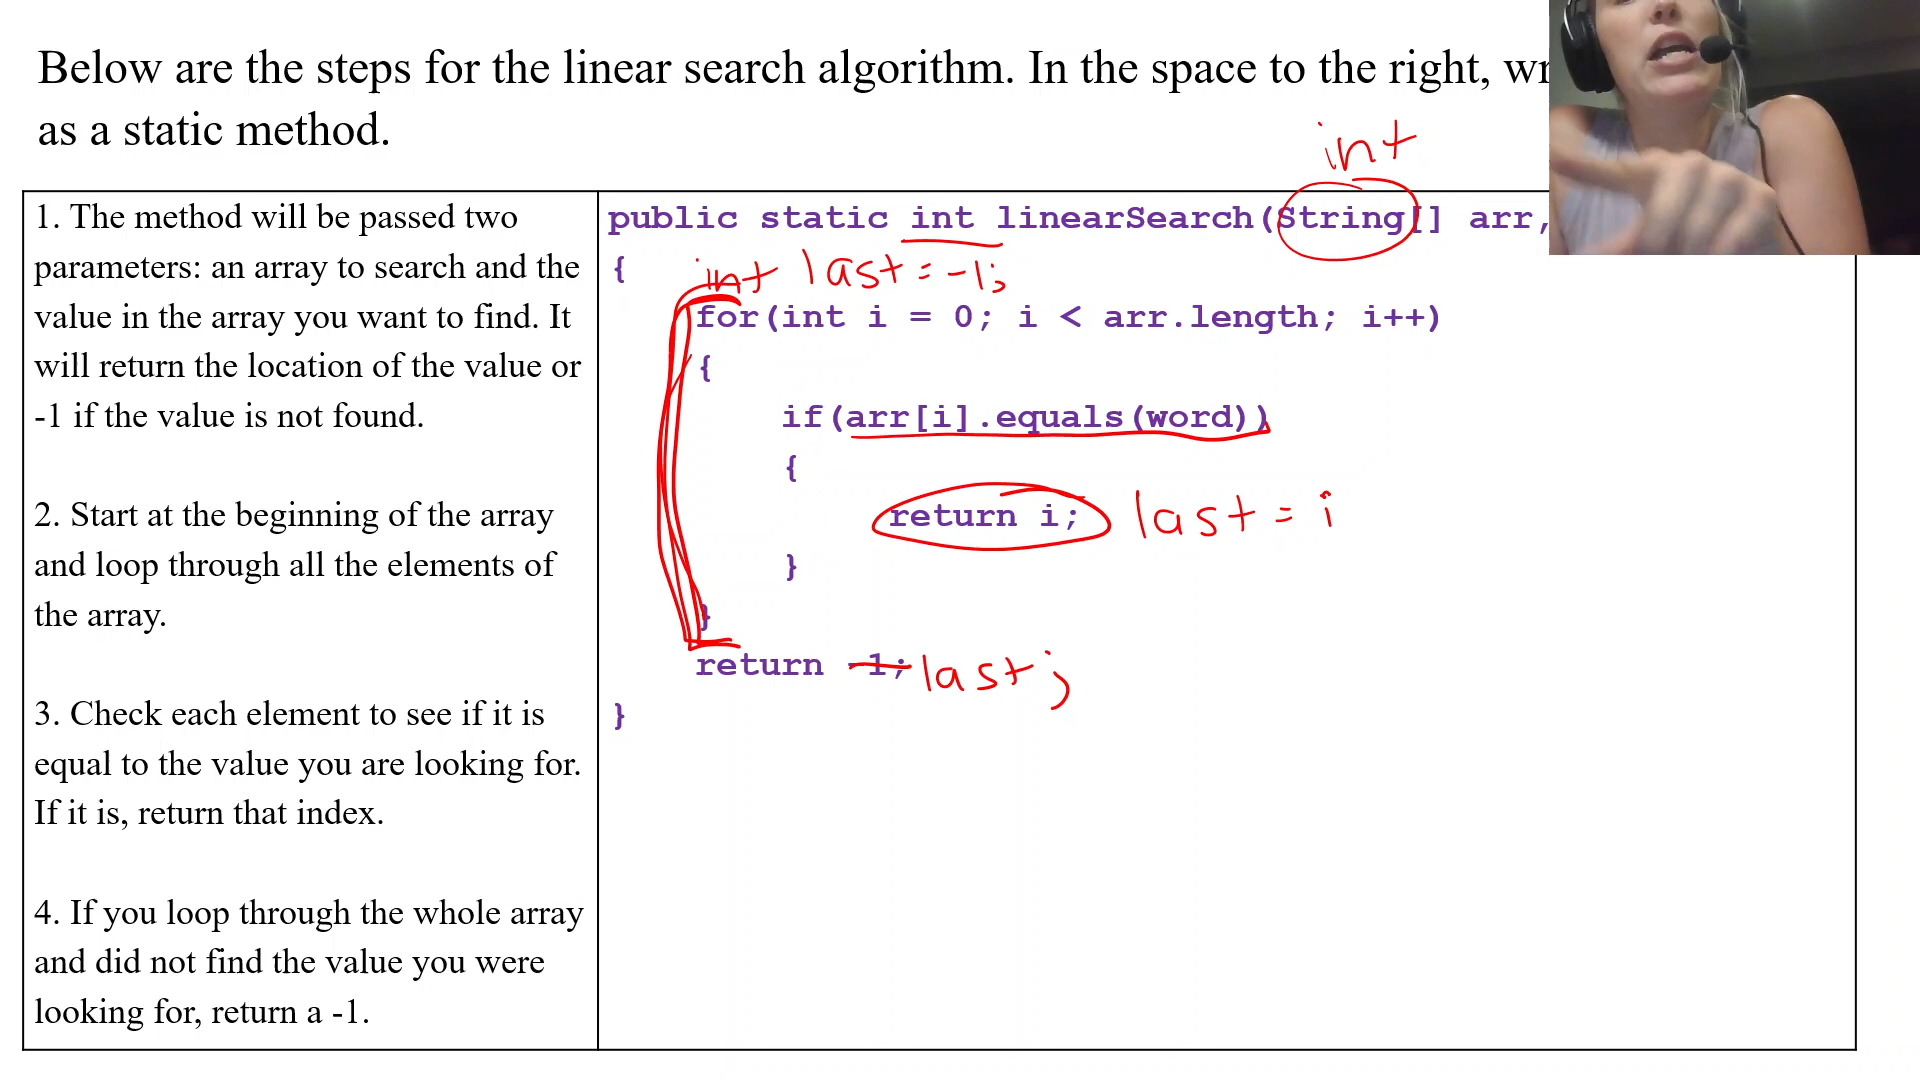 Below are the steps for the linear search algorithm. In the space to the right,
as a static method.
int
1. The method will be passed two
parameters: an array to search and the
value in the array you want to find. It
will return the location of the value or
-1 if the value is not found.
2. Start at the beginning of the array
and loop through all the elements of
the array.
3. Check each element to see if it is
equal to the value you are looking for.
If it is, return that index.
4. If you loop through the whole array
and did not find the value you were
looking for, return a -1.
public static int linearSearch(String[] arr,
{ int last = -1;
for(int i = 0; i < arr.length; i++)
{
if(arr[i].equals(word))
{
return i; last = i
}
}
return -1; last;
}